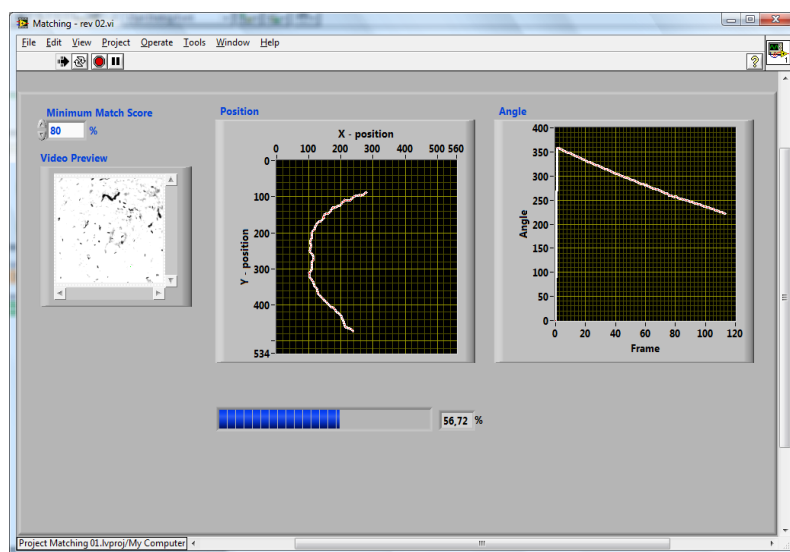 Matching - rev 02.vi
File Edit View Project Operate Tools Window Help
?
1
Minimum Match Score
80 %
Video Preview
Position
X - position
0 100 200 300 400 500 560
0
100
200
300
400
534
Y - position
Angle
400
350
300
250
200
150
100
50
0
Angle
0 20 40 60 80 100 120
Frame
56,72 %
Project Matching 01.lvproj/My Computer